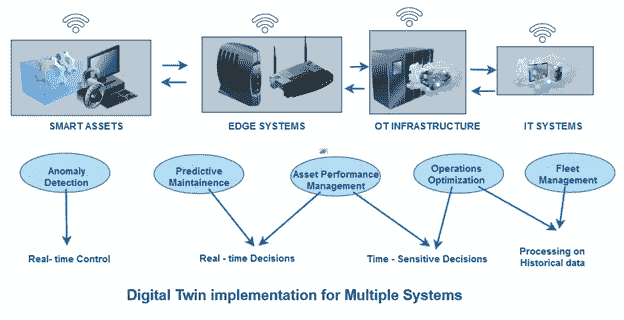 SMART ASSETS
EDGE SYSTEMS
OT INFRASTRUCTURE
IT SYSTEMS
Anomaly
Detection
Predictive
Maintainence
Asset Performance
Management
Operations
Optimization
Fleet
Management
Real- time Control
Real - time Decisions
Time - Sensitive Decisions
Processing on
Historical data
Digital Twin implementation for Multiple Systems